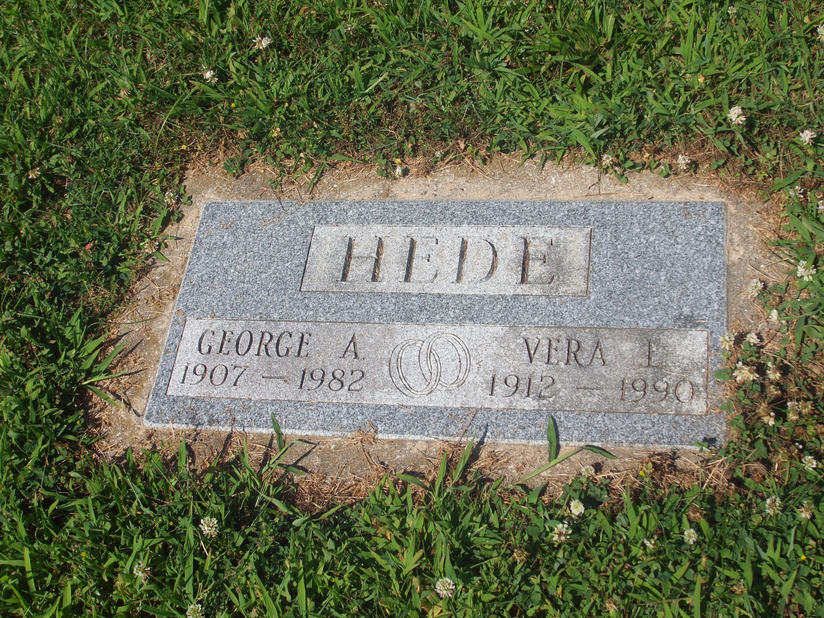 HEDE
GEORGE A. VERA L.
1907 — 1982 1912 — 1990